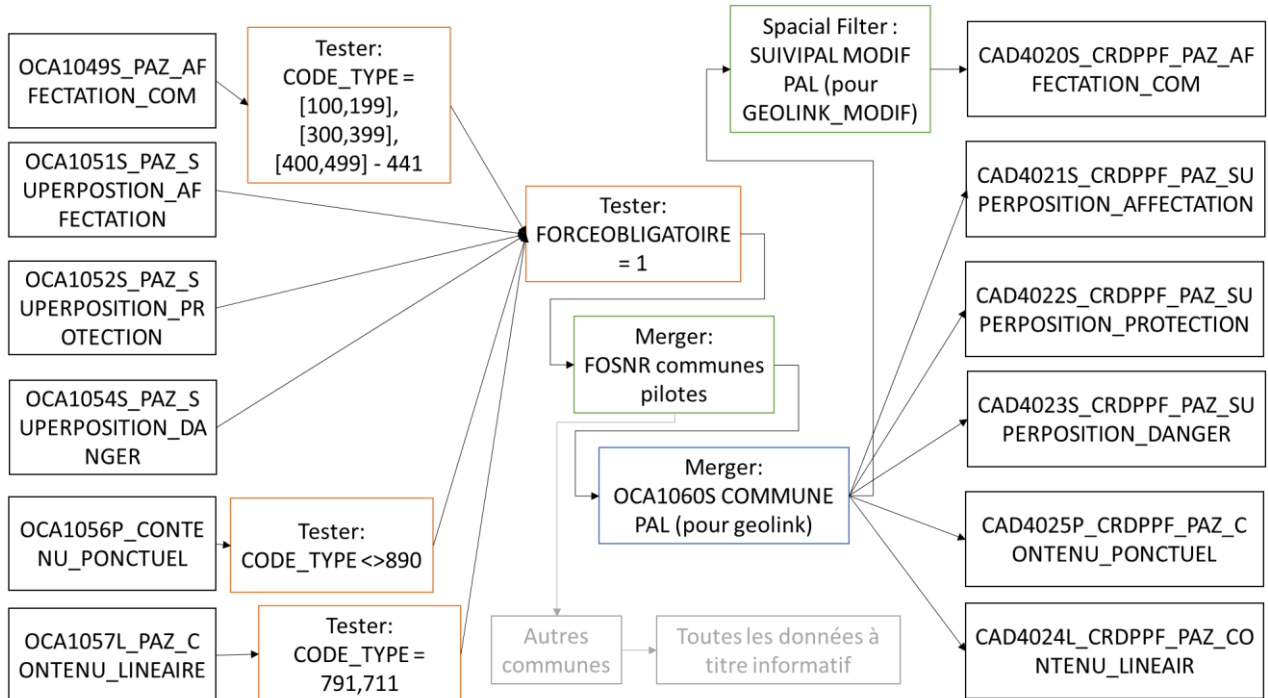 OCA1049S_PAZ_AF
FECTATION_COM
OCA1051S_PAZ_S
UPERPOSTION_AF
FECTATION
OCA1052S_PAZ_S
UPERPOSITION_PR
OTECTION
OCA1054S_PAZ_S
UPERPOSITION_DA
NGER
OCA1056P_CONTE
NU_PONCTUEL
OCA1057L_PAZ_C
ONTENU_LINEAIRE
Tester:
CODE_TYPE =
[100,199],
[300,399],
[400,499] - 441
Tester:
CODE_TYPE <>890
Tester:
CODE_TYPE =
791,711
Tester:
FORCEOBLIGATOIRE
= 1
Merger:
FOSNR communes
pilotes
Merger:
OCA1060S COMMUNE
PAL (pour geolink)
Autres
communes
Toutes les données à
titre informatif
Spacial Filter :
SUIVIPAL MODIF
PAL (pour
GEOLINK_MODIF)
CAD4020S_CRDPPF_PAZ_AF
FECTATION_COM
CAD4021S_CRDPPF_PAZ_SU
PERPOSITION_AFFECTATION
CAD4022S_CRDPPF_PAZ_SU
PERPOSITION_PROTECTION
CAD4023S_CRDPPF_PAZ_SU
PERPOSITION_DANGER
CAD4025P_CRDPPF_PAZ_C
ONTENU_PONCTUEL
CAD4024L_CRDPPF_PAZ_CO
NTENU_LINEAIR